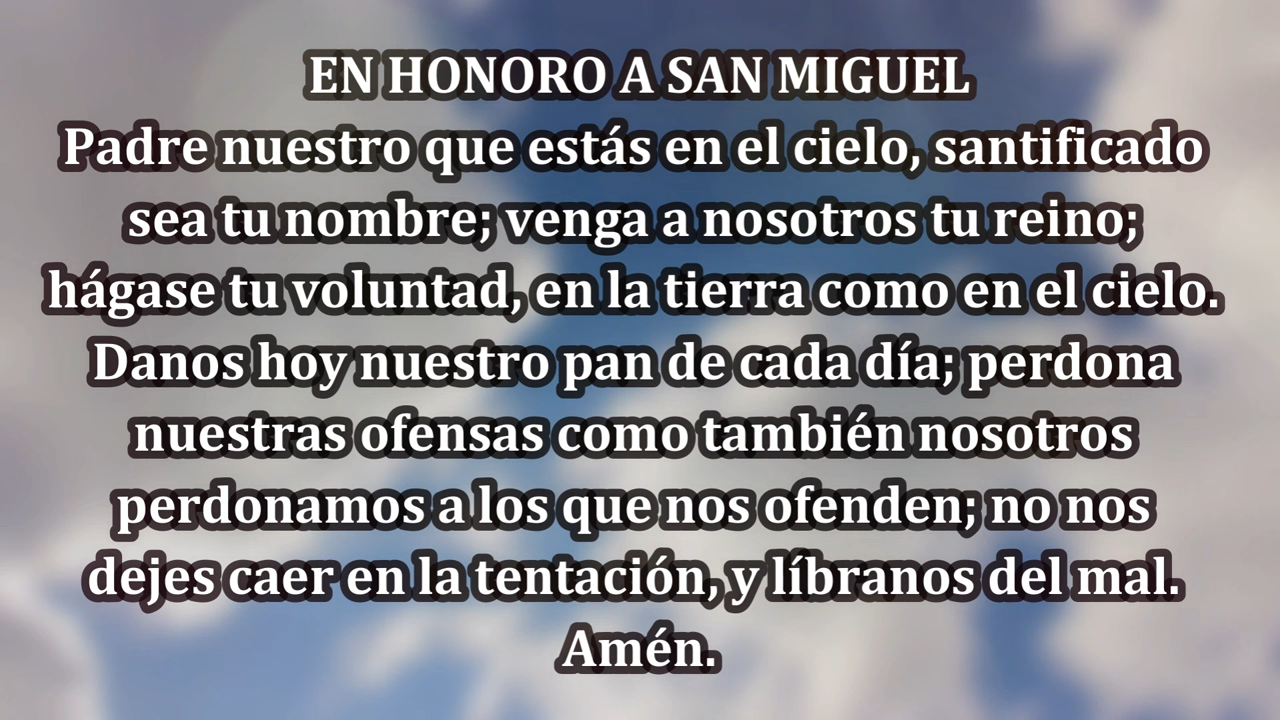 EN HONORO A SAN MIGUEL
Padre nuestro que estás en el cielo, santificado
sea tu nombre; venga a nosotros tu reino;
hágase tu voluntad, en la tierra como en el cielo.
Danos hoy nuestro pan de cada día; perdona
nuestras ofensas como también nosotros
perdonamos a los que nos ofenden; no nos
dejes caer en la tentación, y líbranos del mal.
Amén.